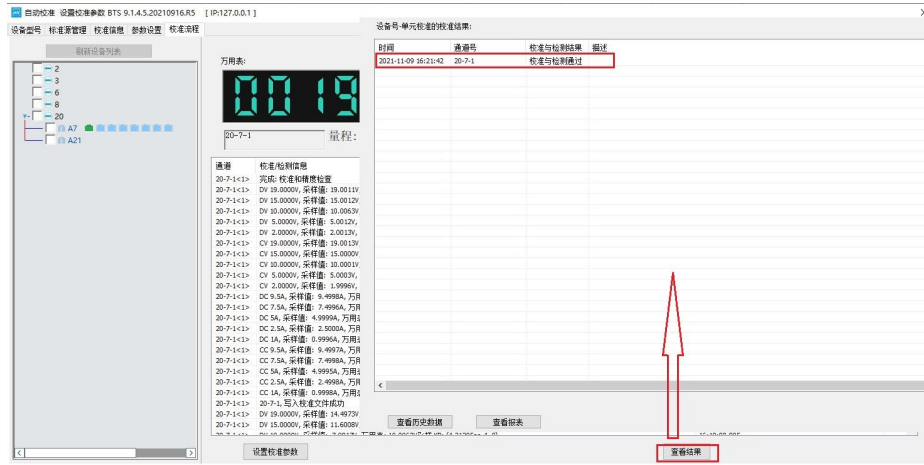 自动校准 设置校准参数 BTS 9.1.4.5.20210916.R5 [ IP:127.0.0.1 ]
设备型号 标准源管理 校准信息 参数设置 校准流程
刷新设备列表
2
3
6
8
20
A7
A21
万用表:
0019
20-7-1
量程:
通道 校准/检测信息
20-7-1<1> 完成: 校准和精度检查
20-7-1<1> DV 19.0000V, 采样值: 19.0011V,
20-7-1<1> DV 15.0000V, 采样值: 15.0012V,
20-7-1<1> DV 10.0000V, 采样值: 10.0063V,
20-7-1<1> DV 5.0000V, 采样值: 5.0012V,
20-7-1<1> DV 2.0000V, 采样值: 2.0013V,
20-7-1<1> CV 19.0000V, 采样值: 19.0013V,
20-7-1<1> CV 15.0000V, 采样值: 15.0000V,
20-7-1<1> CV 10.0000V, 采样值: 10.0001V,
20-7-1<1> CV 5.0000V, 采样值: 5.0003V,
20-7-1<1> CV 2.0000V, 采样值: 1.9996V,
20-7-1<1> DC 9.5A, 采样值: 9.4998A, 万用
20-7-1<1> DC 7.5A, 采样值: 7.4996A, 万用
20-7-1<1> DC 5A, 采样值: 4.9999A, 万用表
20-7-1<1> DC 2.5A, 采样值: 2.5000A, 万用
20-7-1<1> DC 1A, 采样值: 0.9996A, 万用表
20-7-1<1> CC 9.5A, 采样值: 9.4997A, 万用
20-7-1<1> CC 7.5A, 采样值: 7.4998A, 万用
20-7-1<1> CC 5A, 采样值: 4.9995A, 万用表
20-7-1<1> CC 2.5A, 采样值: 2.4998A, 万用
20-7-1<1> CC 1A, 采样值: 0.9998A, 万用表
20-7-1<1> 20-7-1, 写入校准文件成功
20-7-1<1> DV 19.0000V, 采样值: 14.4973V,
20-7-1<1> DV 15.0000V, 采样值: 11.6008V
设置校准参数
设备号-单元校准的校准结果:
时间 通道号 校准与检测结果 描述
2021-11-09 16:21:42 20-7-1 校准与检测通过
查看历史数据 查看报表
查看结果